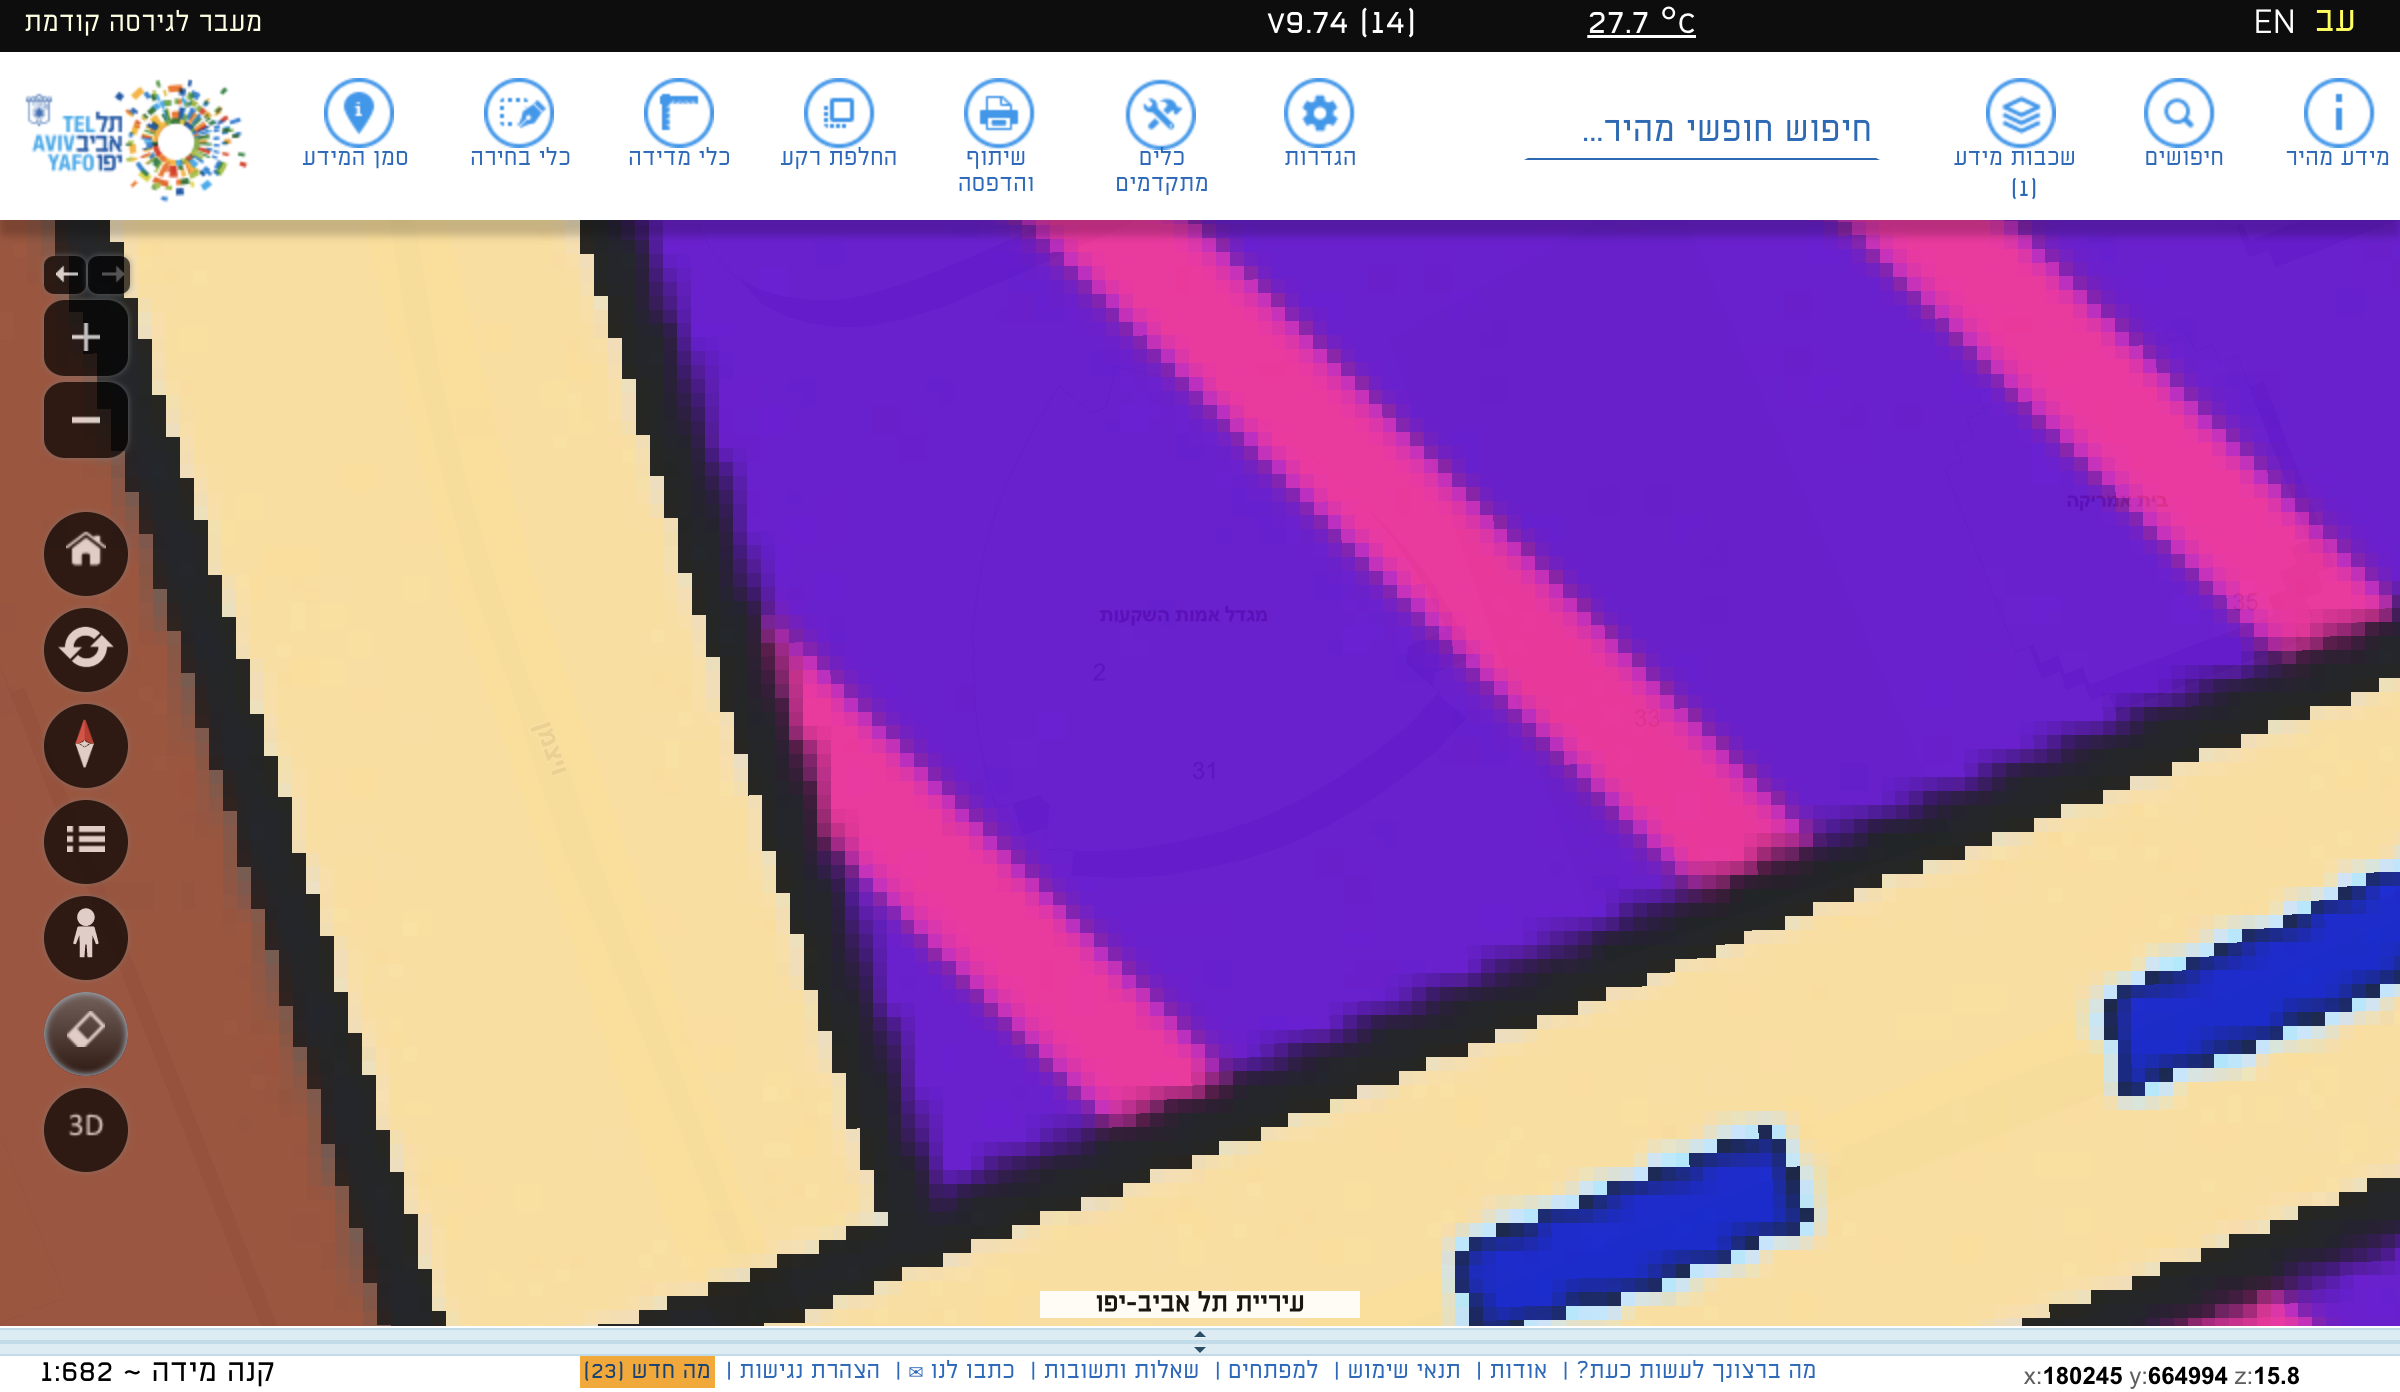 עב EN
27.7 °C
V9.74 (14)
מעבר לגירסה קודמת
מידע מהיר
חיפושים
שכבות מידע
(1)
חיפוש חופשי מהיר...
הגדרות
כלים
מתקדמים
שיתוף
והדפסה
החלפת רקע
כלי מדידה
כלי בחירה
סמן המידע
תל אביב יפו
TEL AVIV YAFO
בית אמריקה
35
מגדל אמות השקעות
2
33
31
ויצמן
3D
עיריית תל אביב-יפו
מה ברצונך לעשות כעת? | אודות | תנאי שימוש | למפתחים | שאלות ותשובות | כתבו לנו ✉ | הצהרת נגישות | מה חדש (23)
קנה מידה ~ 1:682
x:180245 y:664994 z:15.8